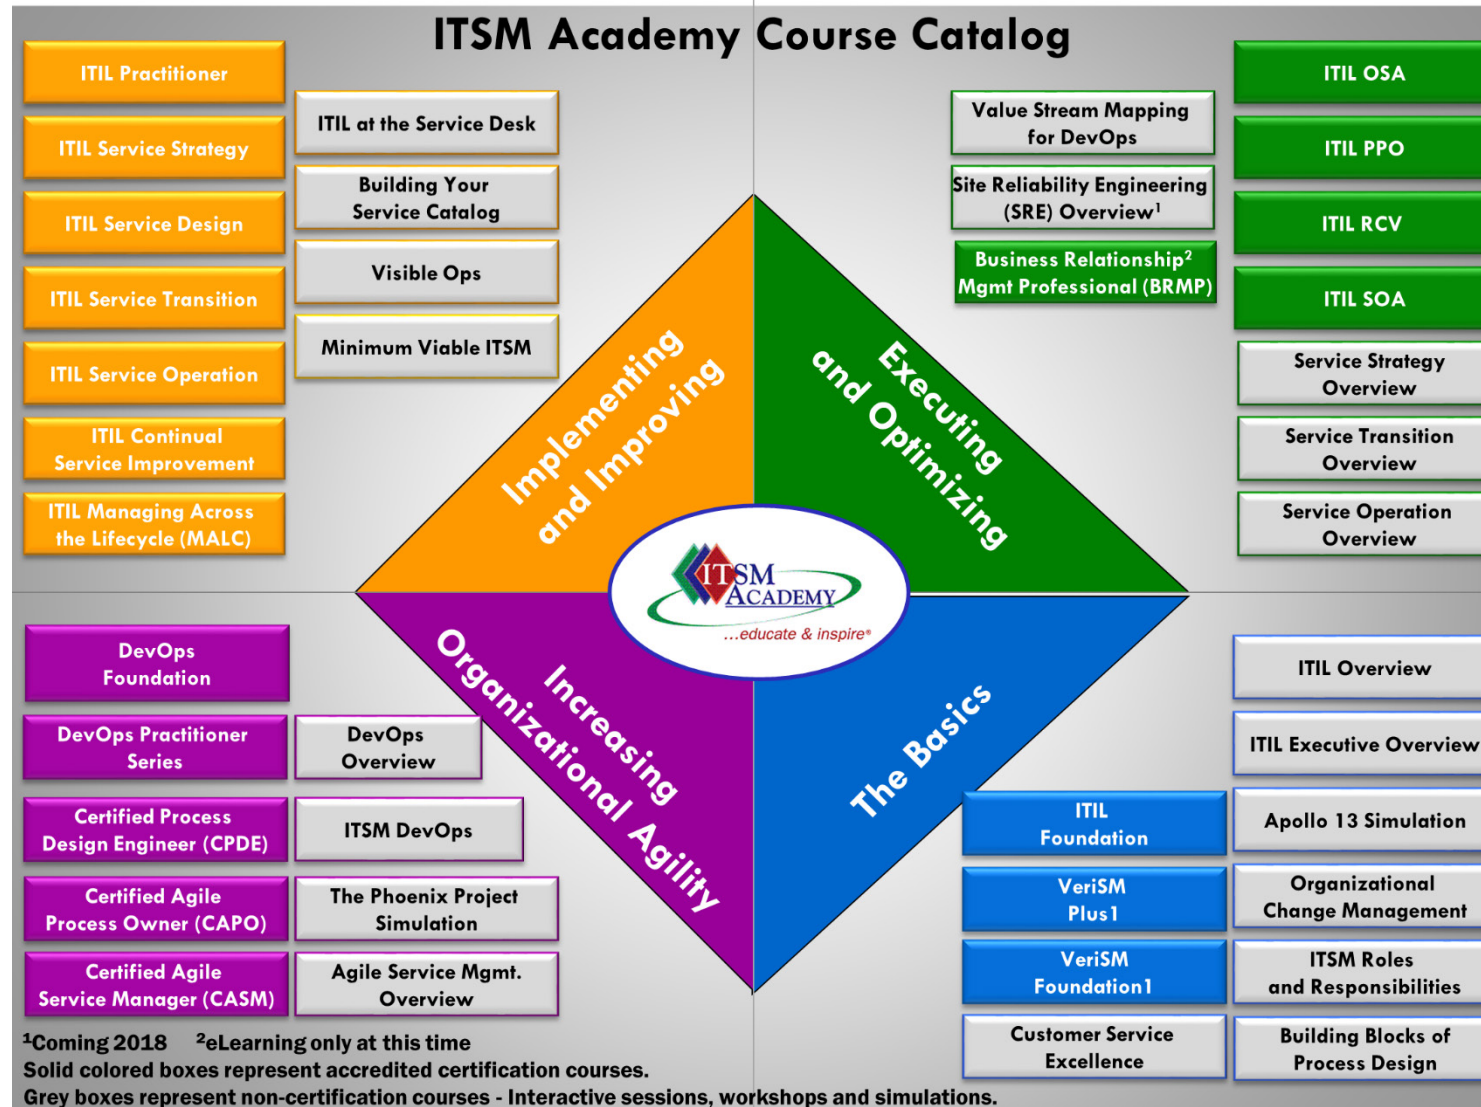 ITSM Academy Course Catalog
ITIL Practitioner
ITIL Service Strategy
ITIL Service Design
ITIL Service Transition
ITIL Service Operation
ITIL Continual
Service Improvement
ITIL Managing Across
the Lifecycle (MALC)
ITIL at the Service Desk
Building Your
Service Catalog
Visible Ops
Minimum Viable ITSM
Implementing
and Improving
Value Stream Mapping
for DevOps
Site Reliability Engineering
(SRE) Overview¹
Business Relationship²
Mgmt Professional (BRMP)
ITIL OSA
ITIL PPO
ITIL RCV
ITIL SOA
Service Strategy
Overview
Service Transition
Overview
Service Operation
Overview
Executing
and Optimizing
ITSM
ACADEMY
...educate & inspire®
DevOps
Foundation
DevOps Practitioner
Series
Certified Process
Design Engineer (CPDE)
Certified Agile
Process Owner (CAPO)
Certified Agile
Service Manager (CASM)
DevOps
Overview
ITSM DevOps
The Phoenix Project
Simulation
Agile Service Mgmt.
Overview
Increasing
Organizational Agility
The Basics
ITIL
Foundation
VeriSM
Plus1
VeriSM
Foundation1
Customer Service
Excellence
ITIL Overview
ITIL Executive Overview
Apollo 13 Simulation
Organizational
Change Management
ITSM Roles
and Responsibilities
Building Blocks of
Process Design
¹Coming 2018 ²eLearning only at this time
Solid colored boxes represent accredited certification courses.
Grey boxes represent non-certification courses - Interactive sessions, workshops and simulations.